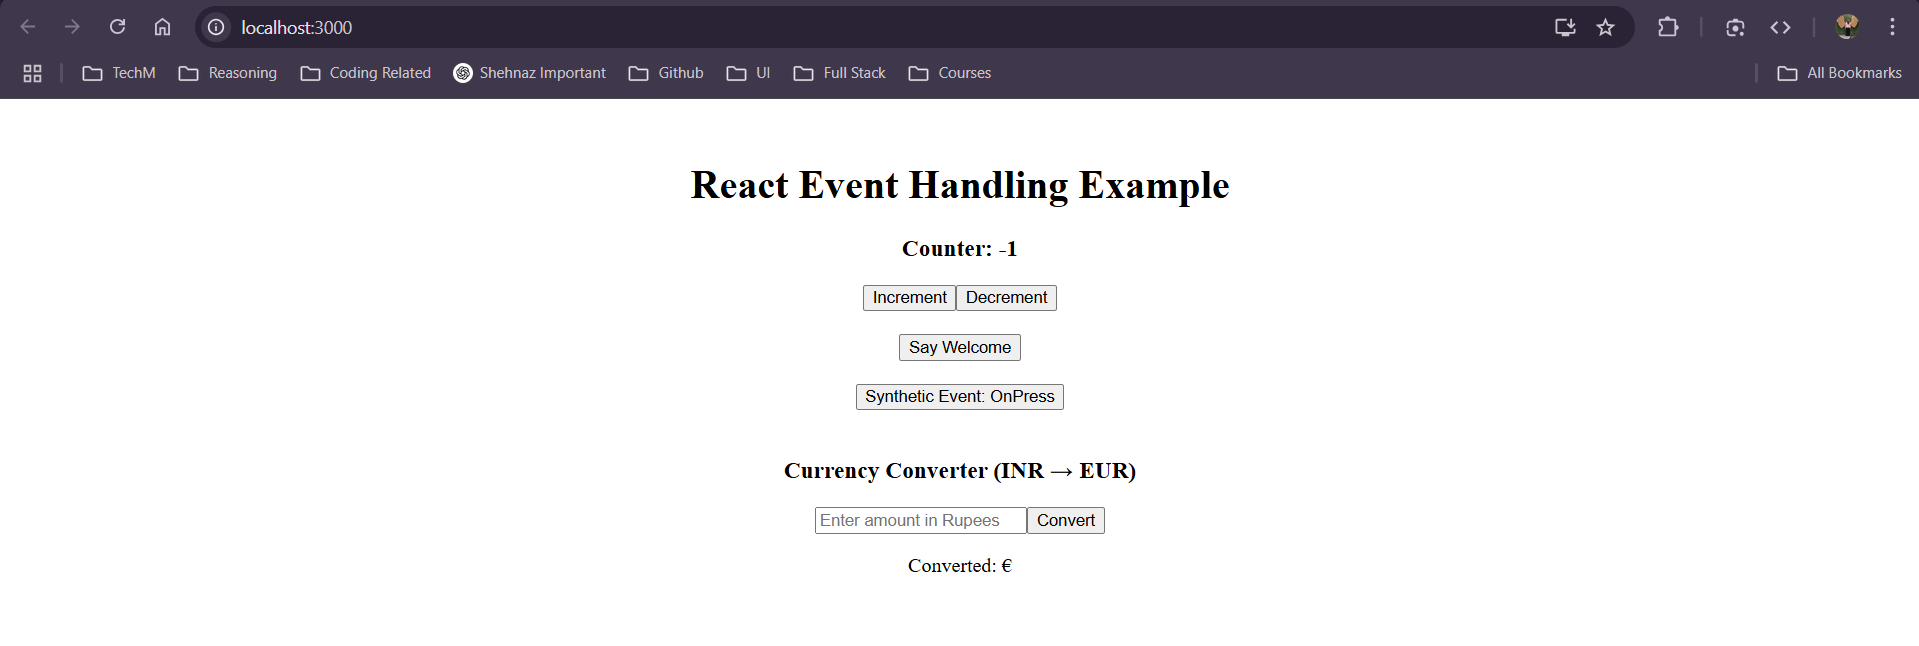 localhost:3000
TechM Reasoning Coding Related Shehnaz Important Github UI Full Stack Courses All Bookmarks
React Event Handling Example
Counter: -1
Increment Decrement
Say Welcome
Synthetic Event: OnPress
Currency Converter (INR → EUR)
Enter amount in Rupees Convert
Converted: €